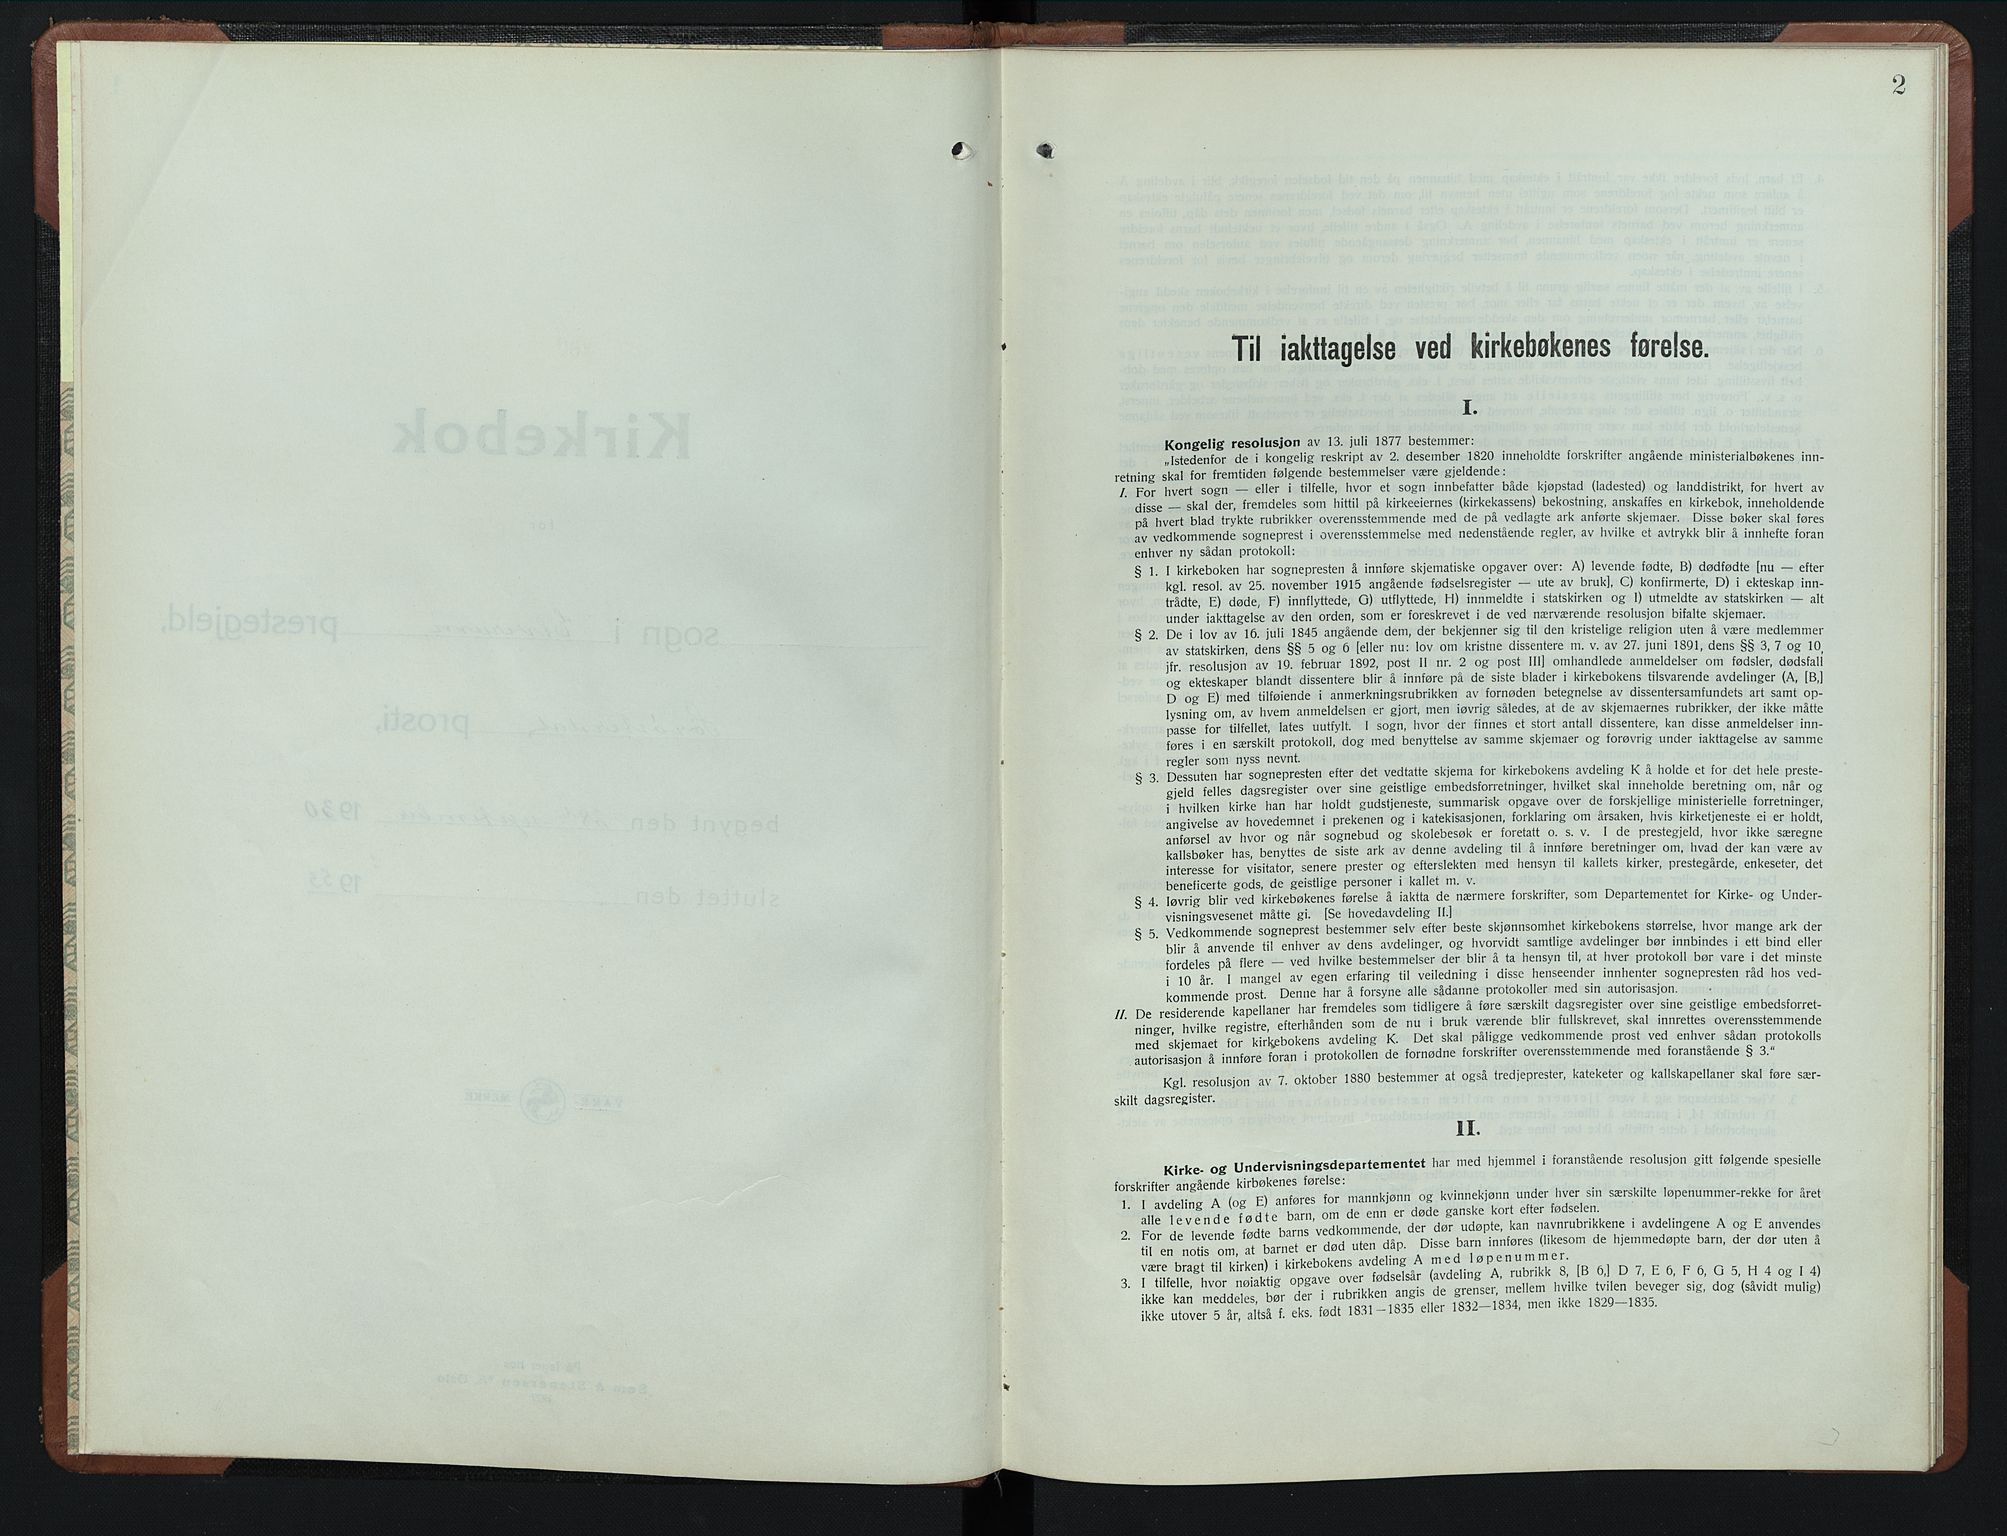 2
Til iakttagelse ved kirkebøkenes førelse.
I.
Kongelig resolusjon av 13. juli 1877 bestemmer:
„Istedenfor de i kongelig reskript av 2. desember 1820 inneholdte forskrifter angående ministerialbøkenes inn-
retning skal for fremtiden følgende bestemmelser være gjeldende:
I. For hvert sogn — eller i tilfelle, hvor et sogn innbefatter både kjøpstad (ladested) og landdistrikt, for hvert av
disse — skal der, fremdeles som hittil på kirkeeiernes (kirkekassens) bekostning, anskaffes en kirkebok, inneholdende
på hvert blad trykte rubrikker overensstemmende med de på vedlagte ark anførte skjemaer. Disse bøker skal føres
av vedkommende sogneprest i overensstemmelse med nedenstående regler, av hvilke et avtrykk blir å innhefte foran
enhver ny sådan protokoll:
§ 1. I kirkeboken har sognepresten å innføre skjematiske opgaver over: A) levende fødte, B) dødfødte [nu — efter
kgl. resol. av 25. november 1915 angående fødselsregister — ute av bruk], C) konfirmerte, D) i ekteskap inn-
trådte, E) døde, F) innflyttede, G) utflyttede, H) innmeldte i statskirken og I) utmeldte av statskirken — alt
under iakttagelse av den orden, som er foreskrevet i de ved nærværende resolusjon bifalte skjemaer.
§ 2. De i lov av 16. juli 1845 angående dem, der bekjenner sig til den kristelige religion uten å være medlemmer
av statskirken, dens §§ 5 og 6 [eller nu: lov om kristne dissentere m. v. av 27. juni 1891, dens §§ 3, 7 og 10,
jfr. resolusjon av 19. februar 1892, post II nr. 2 og post III] omhandlede anmeldelser om fødsler, dødsfall
og ekteskaper blandt dissentere blir å innføre på de siste blader i kirkebokens tilsvarende avdelinger (A, [B,]
D og E) med tilføiende i anmerkningsrubrikken av fornøden betegnelse av dissentersamfundets art samt op-
lysning om, av hvem anmeldelsen er gjort, men iøvrig således, at de av skjemaernes rubrikker, der ikke måtte
passe for tilfellet, lates uutfylt. I sogn, hvor der finnes et stort antall dissentere, kan disse anmeldelser inn-
føres i en særskilt protokoll, dog med benyttelse av samme skjemaer og forøvrig under iakttagelse av samme
regler som nyss nevnt.
§ 3. Dessuten har sognepresten efter det vedtatte skjema for kirkebokens avdeling K å holde et for det hele preste-
gjeld felles dagsregister over sine geistlige embedsforretninger, hvilket skal inneholde beretning om, når og
i hvilken kirke han har holdt gudstjeneste, summarisk opgave over de forskjellige ministerielle forretninger,
angivelse av hovedemnet i prekenen og i katekisasjonen, forklaring om årsaken, hvis kirketjeneste ei er holdt,
anførsel av hvor og når sognebud og skolebesøk er foretatt o. s. v. I de prestegjeld, hvor ikke særegne
kallsbøker has, benyttes de siste ark av denne avdeling til å innføre beretninger om, hvad der kan være av
interesse for visitator, senere prester og efterslekten med hensyn til kallets kirker, prestegårde, enkeseter, det
beneficerte gods, de geistlige personer i kallet m. v.
§ 4. Iøvrig blir ved kirkebøkenes førelse å iaktta de nærmere forskrifter, som Departementet for Kirke- og Under-
visningsvesenet måtte gi. [Se hovedavdeling II.]
§ 5. Vedkommende sogneprest bestemmer selv efter beste skjønnsomhet kirkebokens størrelse, hvor mange ark der
blir å anvende til enhver av dens avdelinger, og hvorvidt samtlige avdelinger bør innbindes i ett bind eller
fordeles på flere — ved hvilke bestemmelser der blir å ta hensyn til, at hver protokoll bør vare i det minste
i 10 år. I mangel av egen erfaring til veiledning i disse henseender innhenter sognepresten råd hos ved-
kommende prost. Denne har å forsyne alle sådanne protokoller med sin autorisasjon.
II. De residerende kapellaner har fremdeles som tidligere å føre særskilt dagsregister over sine geistlige embedsforret-
ninger, hvilke registre, efterhånden som de nu i bruk værende blir fullskrevet, skal innrettes overensstemmende
med skjemaet for kirkebokens avdeling K. Det skal påligge vedkommende prost ved enhver sådan protokolls
autorisasjon å innføre foran i protokollen de fornødne forskrifter overensstemmende med foranstående § 3."
Kgl. resolusjon av 7. oktober 1880 bestemmer at også tredjeprester, kateketer og kallskapellaner skal føre sær-
skilt dagsregister.
II.
Kirke- og Undervisningsdepartementet har med hjemmel i foranstående resolusjon gitt følgende spesielle
forskrifter angående kirbøkenes førelse:
1. I avdeling A (og E) anføres for mannkjønn og kvinnekjønn under hver sin særskilte løpenummer-rekke for året
alle levende fødte barn, om de enn er døde ganske kort efter fødselen.
2. For de levende fødte barns vedkommende, der dør udøpte, kan navnrubrikkene i avdelingene A og E anvendes
til en notis om, at barnet er død uten dåp. Disse barn innføres (likesom de hjemmedøpte barn, der dør uten å
være bragt til kirken) i kirkebokens avdeling A med løpenummer.
3. I tilfelle, hvor nøiaktig opgave over fødselsår (avdeling A, rubrikk 8, [B 6,] D 7, E 6, F 6, G 5, H 4 og I 4)
ikke kan meddeles, bør der i rubrikken angis de grenser, mellem hvilke tvilen beveger sig, dog (såvidt mulig)
ikke utover 5 år, altså f. eks. født 1831—1835 eller 1832—1834, men ikke 1829—1835.